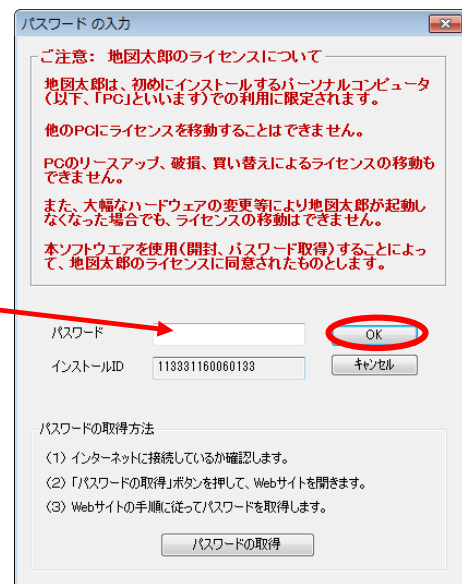 パスワード の入力
ご注意: 地図太郎のライセンスについて
地図太郎は、初めにインストールするパーソナルコンピュータ
(以下、「PC」といいます)での利用に限定されます。
他のPCにライセンスを移動することはできません。
PCのリースアップ、破損、買い替えによるライセンスの移動も
できません。
また、大幅なハードウェアの変更等により地図太郎が起動し
なくなった場合でも、ライセンスの移動はできません。
本ソフトウエアを使用(開封、パスワード取得)することによっ
て、地図太郎のライセンスに同意されたものとします。
パスワード
OK
インストールID
113331160060133
キャンセル
パスワードの取得方法
(1) インターネットに接続しているか確認します。
(2) 「パスワードの取得」ボタンを押して、Webサイトを開きます。
(3) Webサイトの手順に従ってパスワードを取得します。
パスワードの取得